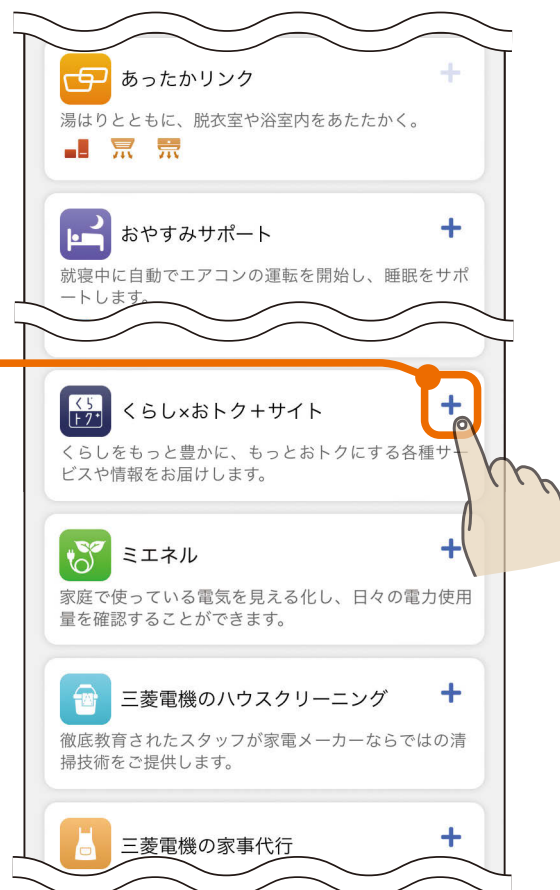 あったかリンク
湯はりとともに、脱衣室や浴室内をあたたかく。
おやすみサポート
就寝中に自動でエアコンの運転を開始し、睡眠をサポ
ートします。
くら
トク+
くらし×おトク+サイト
くらしをもっと豊かに、もっとおトクにする各種サー
ビスや情報をお届けします。
ミエネル
家庭で使っている電気を見える化し、日々の電力使用
量を確認することができます。
三菱電機のハウスクリーニング
徹底教育されたスタッフが家電メーカーならではの清
掃技術をご提供します。
三菱電機の家事代行